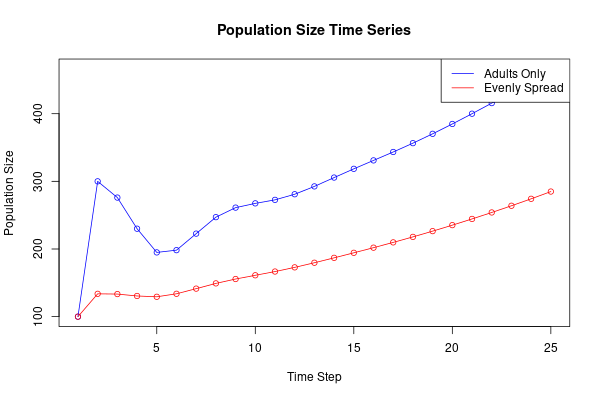 Population Size Time Series
Adults Only
Evenly Spread
Population Size
400
300
200
100
5
10
15
20
25
Time Step